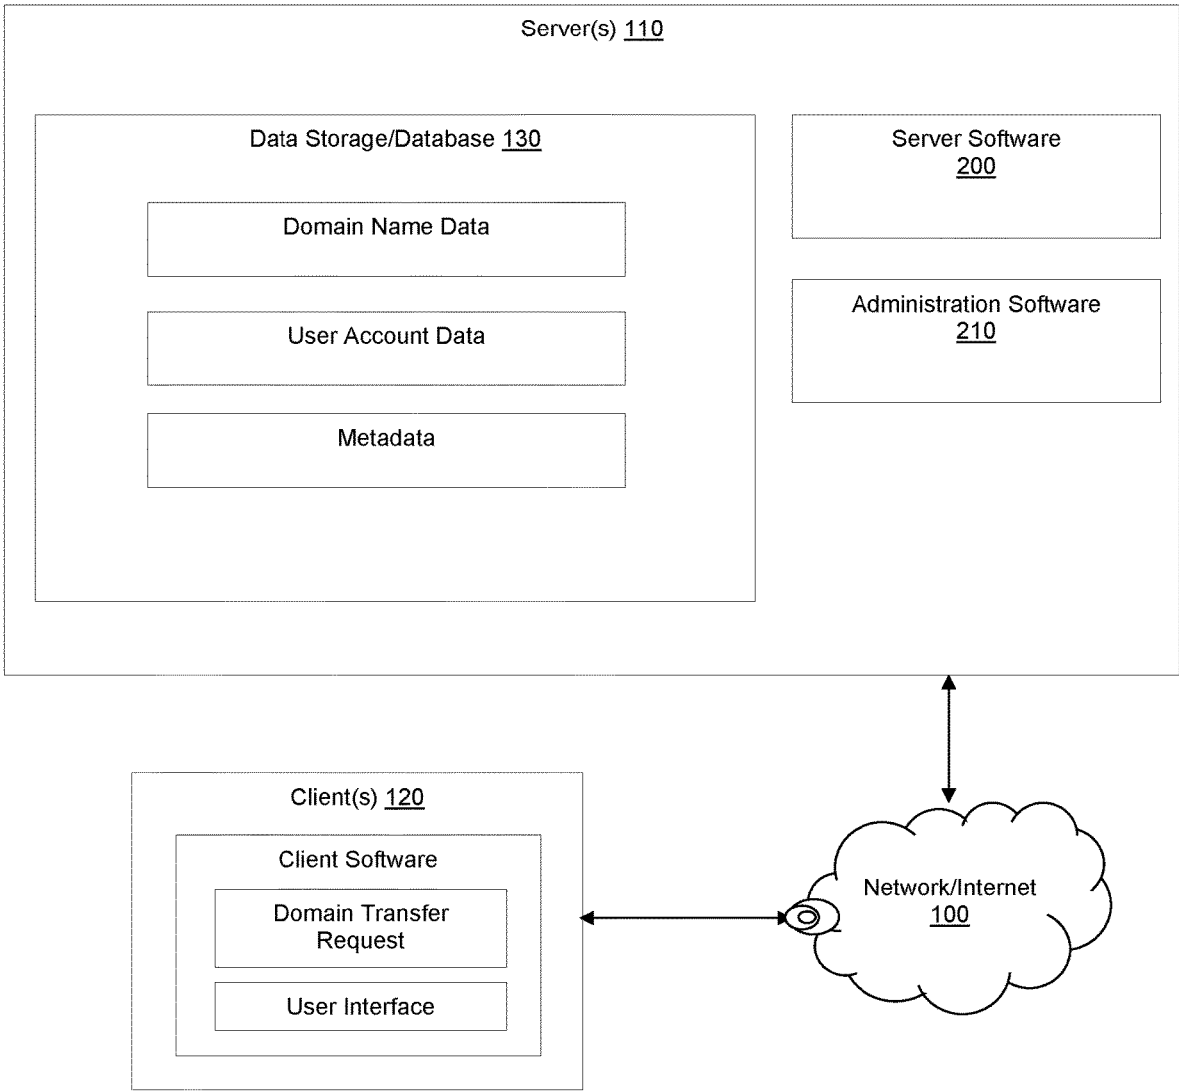 Server(s) 110
Data Storage/Database 130
Domain Name Data
User Account Data
Metadata
Server Software
200
Administration Software
210
Client(s) 120
Client Software
Domain Transfer
Request
User Interface
Network/Internet
100